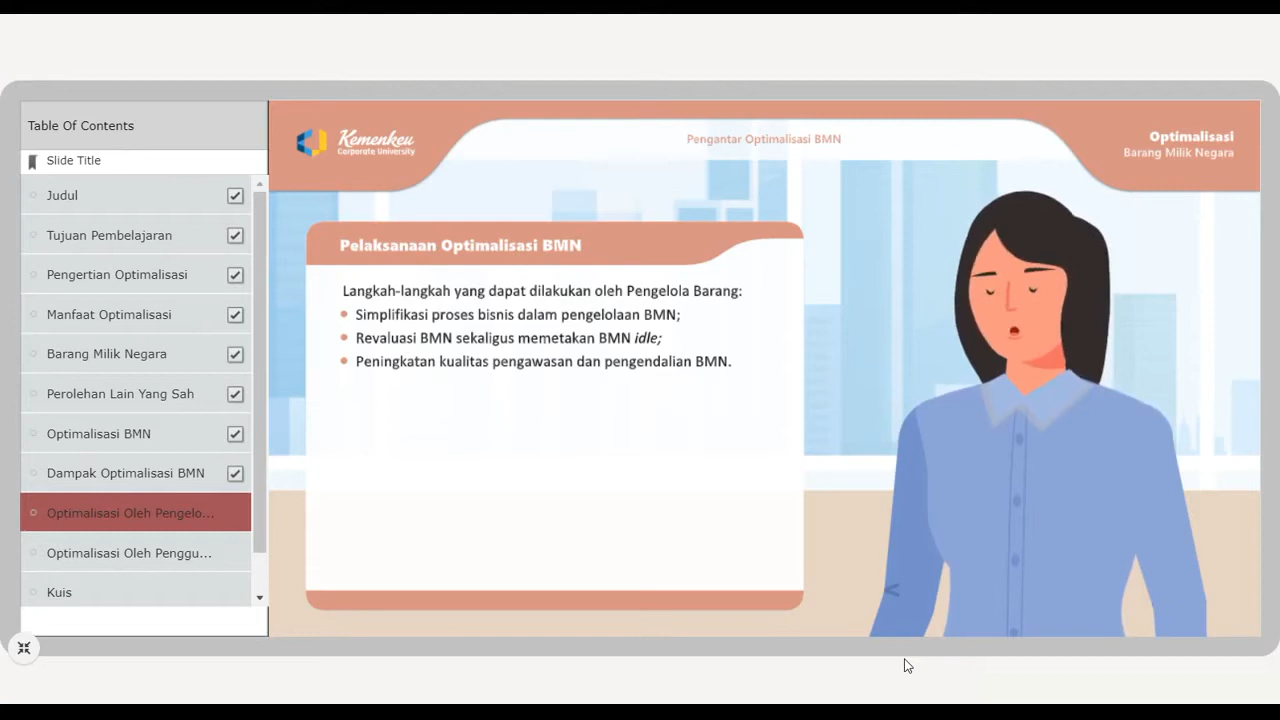 Table Of Contents
Slide Title
Judul
Tujuan Pembelajaran
Pengertian Optimalisasi
Manfaat Optimalisasi
Barang Milik Negara
Perolehan Lain Yang Sah
Optimalisasi BMN
Dampak Optimalisasi BMN
Optimalisasi Oleh Pengelo...
Optimalisasi Oleh Penggu...
Kuis
Kemenkeu
Corporate University
Pengantar Optimalisasi BMN
Optimalisasi
Barang Milik Negara
Pelaksanaan Optimalisasi BMN
Langkah-langkah yang dapat dilakukan oleh Pengelola Barang:
Simplifikasi proses bisnis dalam pengelolaan BMN;
Revaluasi BMN sekaligus memetakan BMN idle;
Peningkatan kualitas pengawasan dan pengendalian BMN.